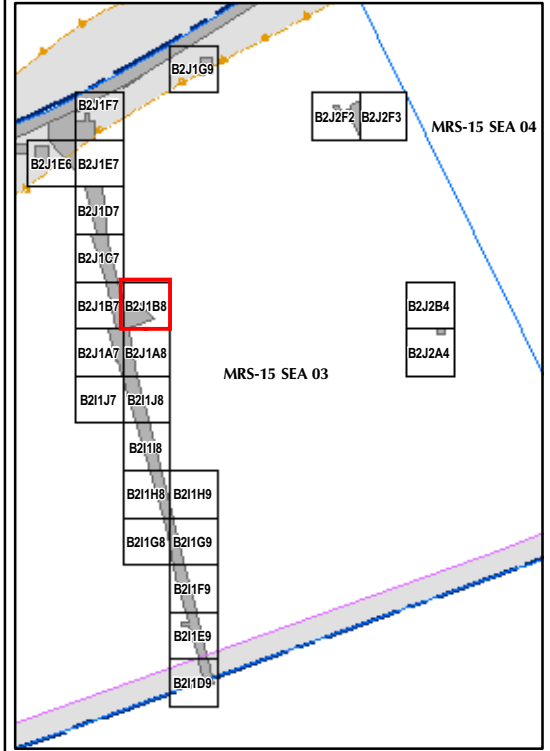 B2J1G9
B2J1F7
B2J2F2 B2J2F3
MRS-15 SEA 04
B2J1E6 B2J1E7
B2J1D7
B2J1C7
B2J1B7 B2J1B8
B2J2B4
B2J1A7 B2J1A8
B2J2A4
MRS-15 SEA 03
B2I1J7 B2I1J8
B2I1I8
B2I1H8 B2I1H9
B2I1G8 B2I1G9
B2I1F9
B2I1E9
B2I1D9